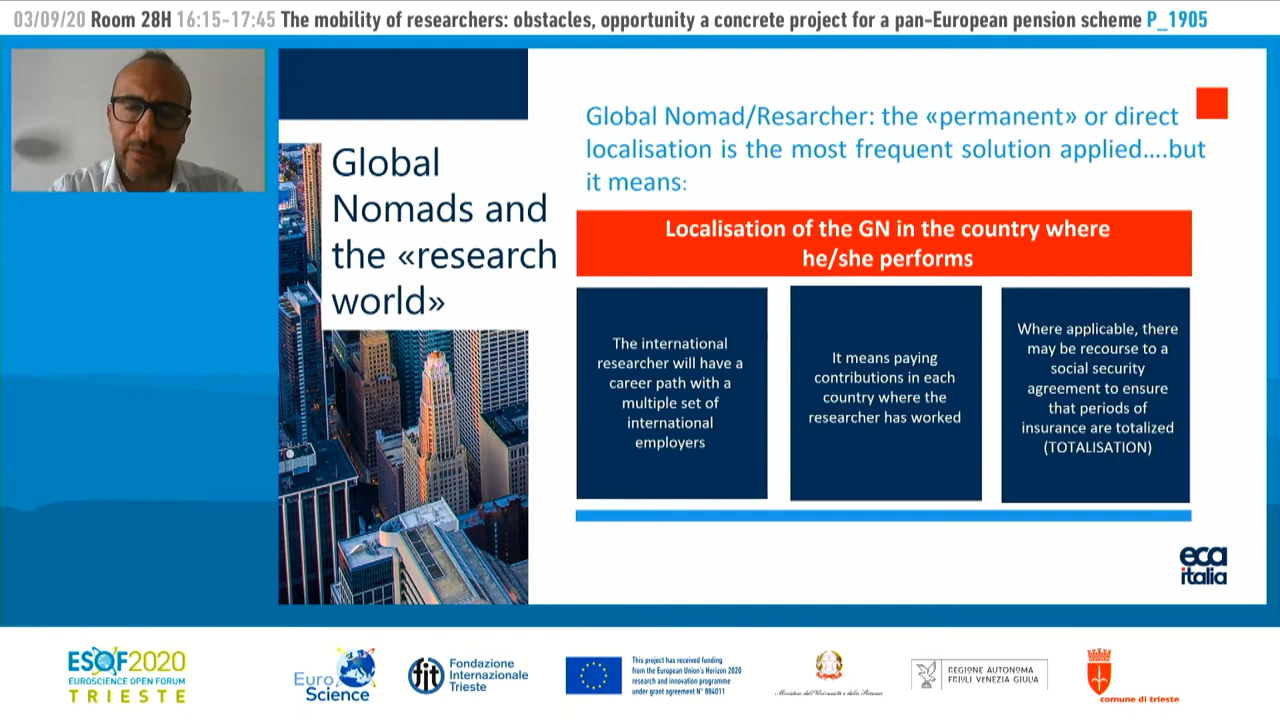 03/09/20 Room 28H 16:15-17:45 The mobility of researchers: obstacles, opportunity a concrete project for a pan-European pension scheme P_1905
Global
Nomads and
the «research
world»
Global Nomad/Resarcher: the «permanent» or direct
localisation is the most frequent solution applied....but
it means:
Localisation of the GN in the country where
he/she performs
The international
researcher will have a
career path with a
multiple set of
international
employers
It means paying
contributions in each
country where the
researcher has worked
Where applicable, there
may be recourse to a
social security
agreement to ensure
that periods of
insurance are totalized
(TOTALISATION)
eca
italia
ESOF2020
EUROSCIENCE OPEN FORUM
TRIESTE
Euro
Science
fit
Fondazione
Internazionale
Trieste
This project has received funding
from the European Union's Horizon 2020
research and innovation programme
under grant agreement N° 884011
Ministero dell'Università e della Ricerca
REGIONE AUTONOMA
FRIULI VENEZIA GIULIA
comune di trieste